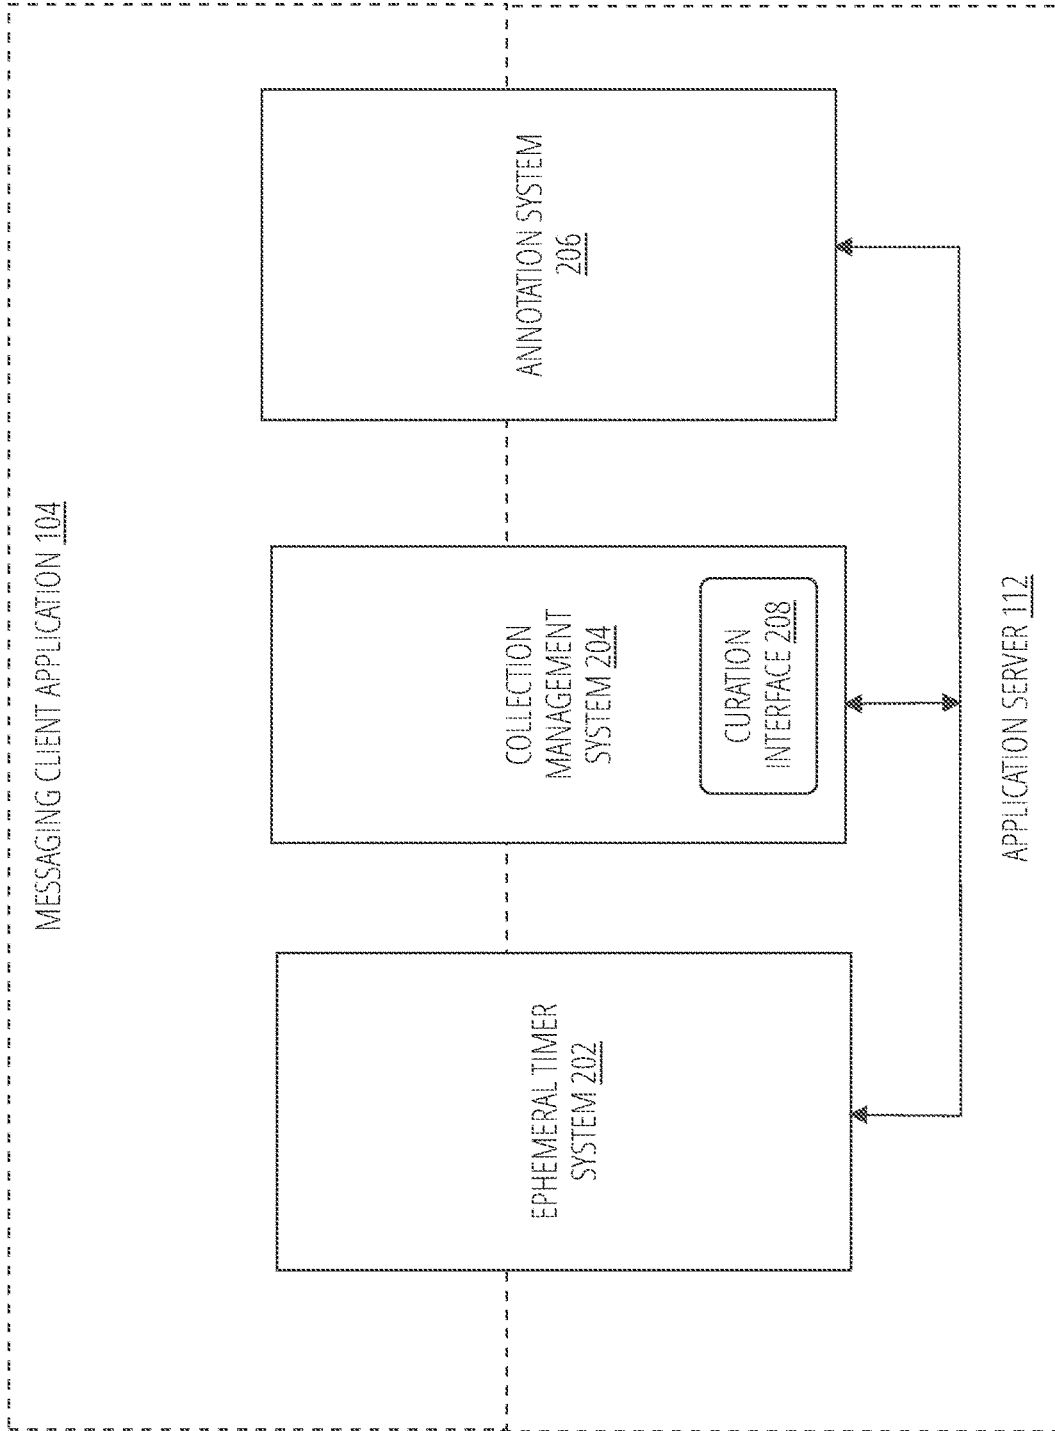 MESSAGING CLIENT APPLICATION 104
EPHEMERAL TIMER
SYSTEM 202
COLLECTION
MANAGEMENT
SYSTEM 204
CURATION
INTERFACE 208
ANNOTATION SYSTEM
206
APPLICATION SERVER 112